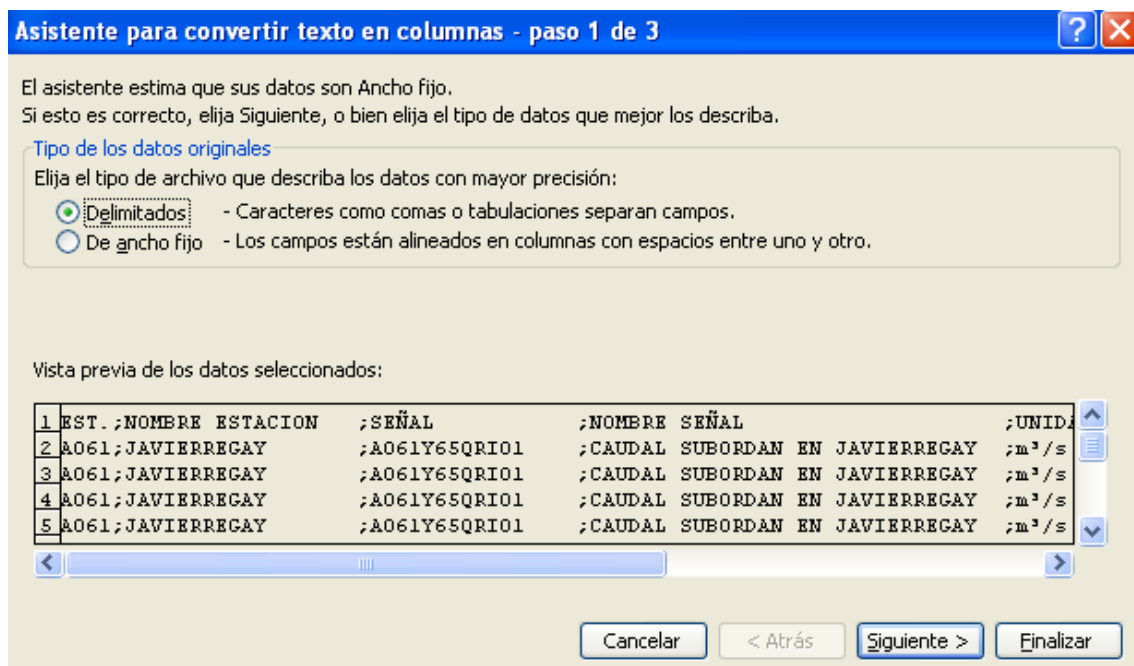 Asistente para convertir texto en columnas - paso 1 de 3
El asistente estima que sus datos son Ancho fijo.
Si esto es correcto, elija Siguiente, o bien elija el tipo de datos que mejor los describa.
Tipo de los datos originales
Elija el tipo de archivo que describa los datos con mayor precisión:
Delimitados - Caracteres como comas o tabulaciones separan campos.
De ancho fijo - Los campos están alineados en columnas con espacios entre uno y otro.
Vista previa de los datos seleccionados:
1 EST.;NOMBRE ESTACION ;SEÑAL ;NOMBRE SEÑAL ;UNIDA
2 A061;JAVIERREGAY ;A061Y65QRIO1 ;CAUDAL SUBORDAN EN JAVIERREGAY ;m³/s
3 A061;JAVIERREGAY ;A061Y65QRIO1 ;CAUDAL SUBORDAN EN JAVIERREGAY ;m³/s
4 A061;JAVIERREGAY ;A061Y65QRIO1 ;CAUDAL SUBORDAN EN JAVIERREGAY ;m³/s
5 A061;JAVIERREGAY ;A061Y65QRIO1 ;CAUDAL SUBORDAN EN JAVIERREGAY ;m³/s
Cancelar < Atrás Siguiente > Finalizar